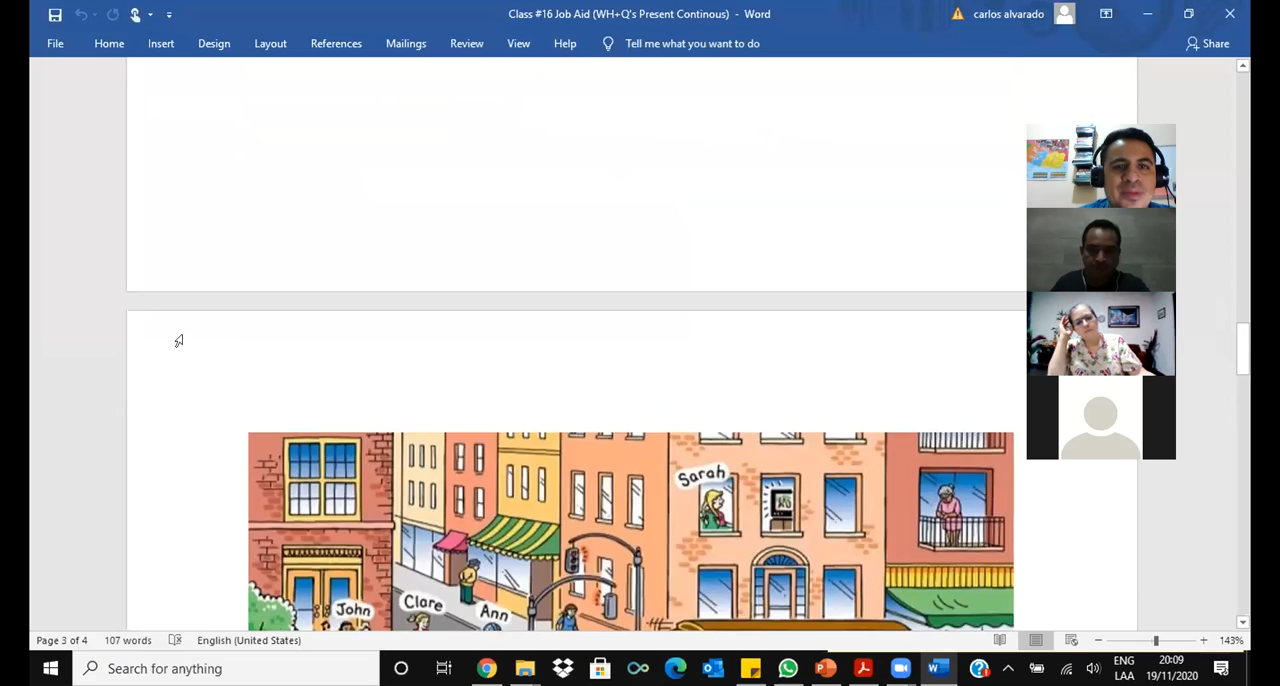 Class #16 Job Aid (WH+Q's Present Continous) - Word
carlos alvarado
File Home Insert Design Layout References Mailings Review View Help Tell me what you want to do Share
Sarah
John Clare Ann
Page 3 of 4 107 words English (United States) 143%
Search for anything
ENG 20:09
LAA 19/11/2020